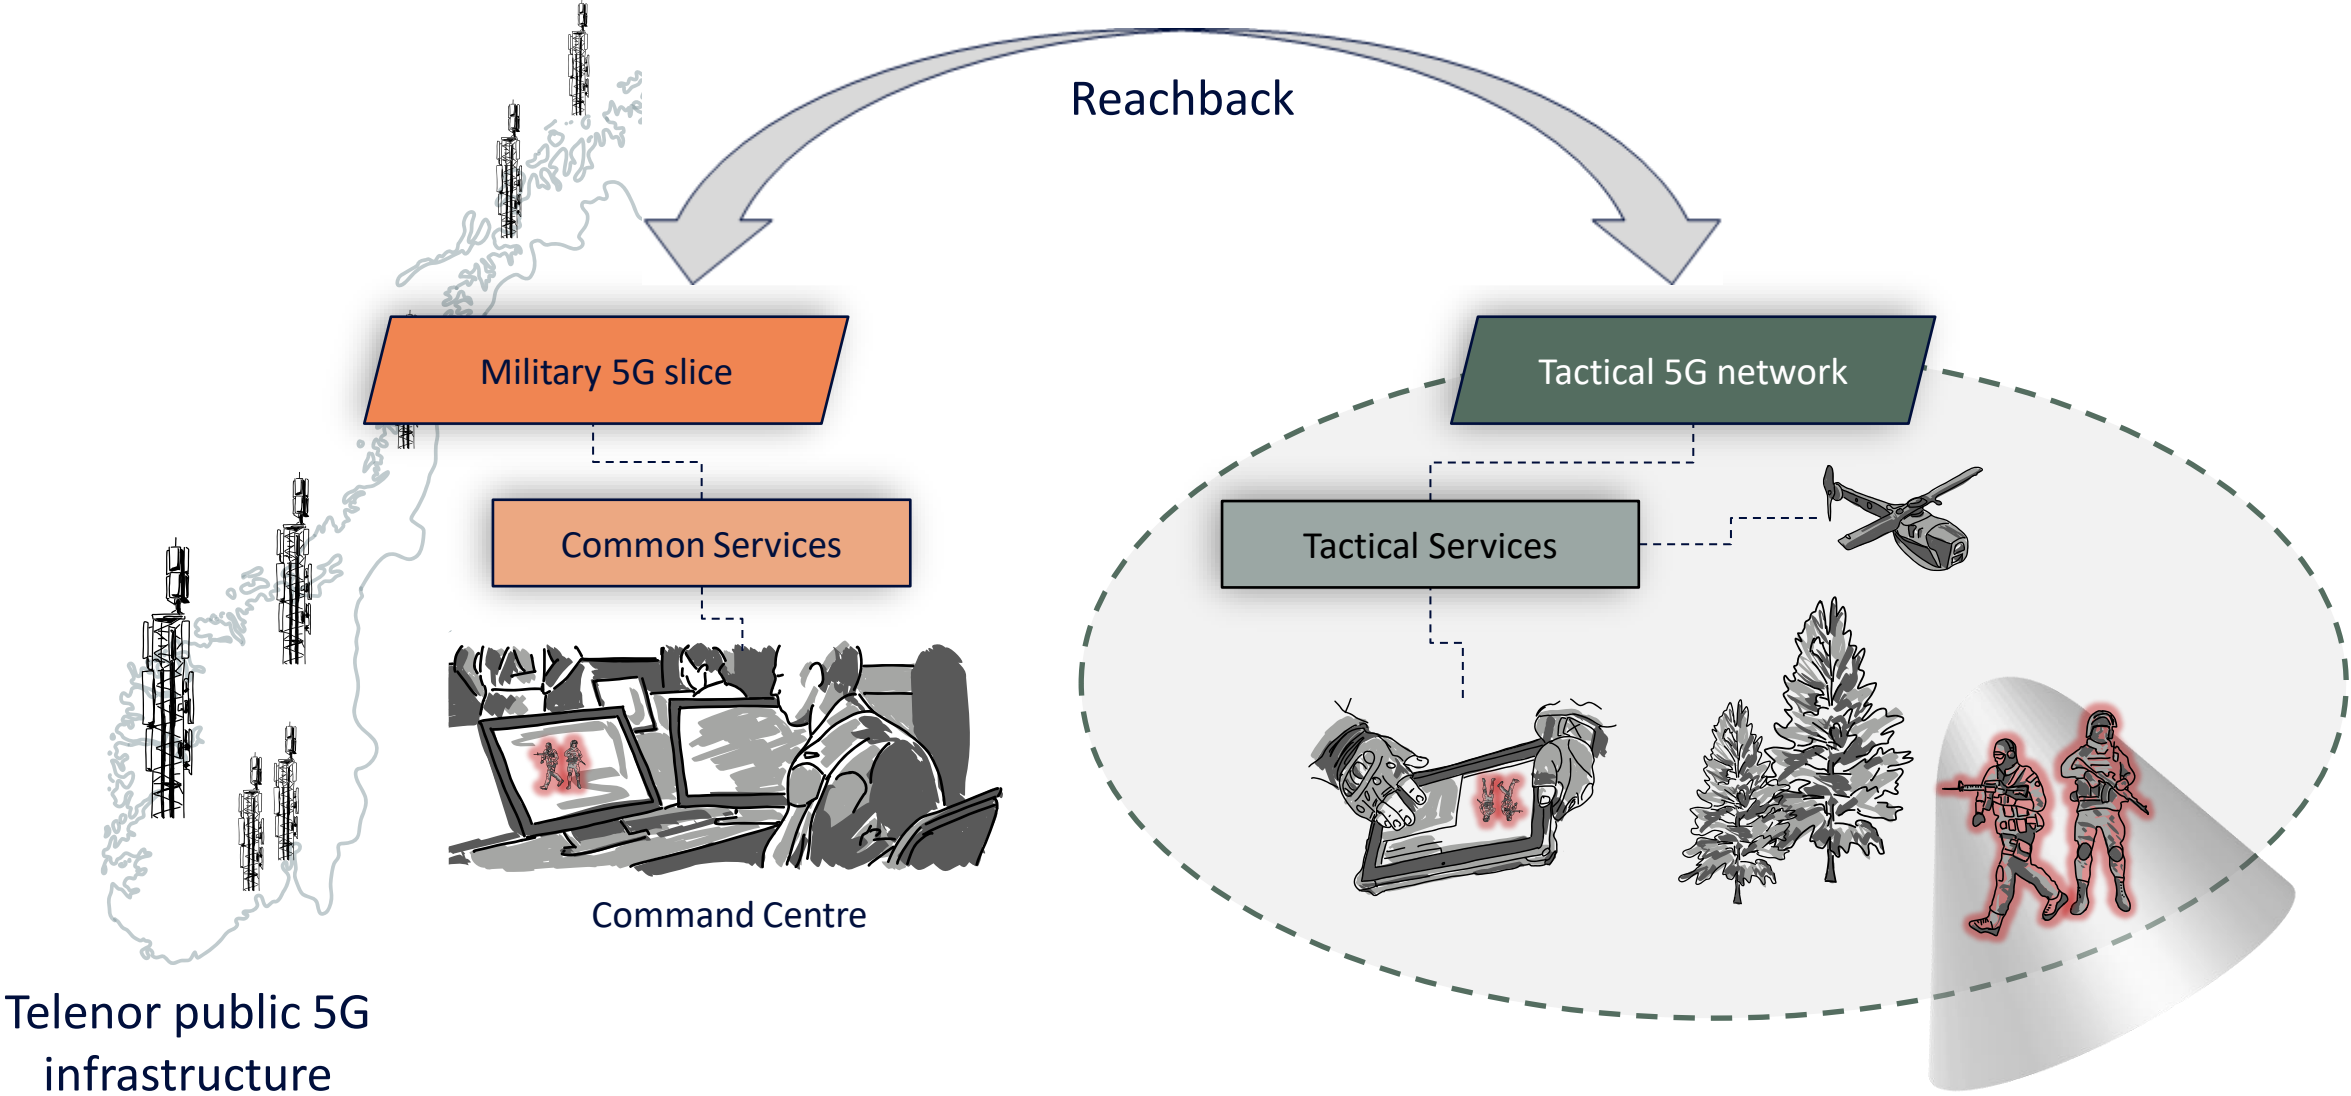 Reachback
Military 5G slice
Tactical 5G network
Common Services
Tactical Services
Command Centre
Telenor public 5G
infrastructure